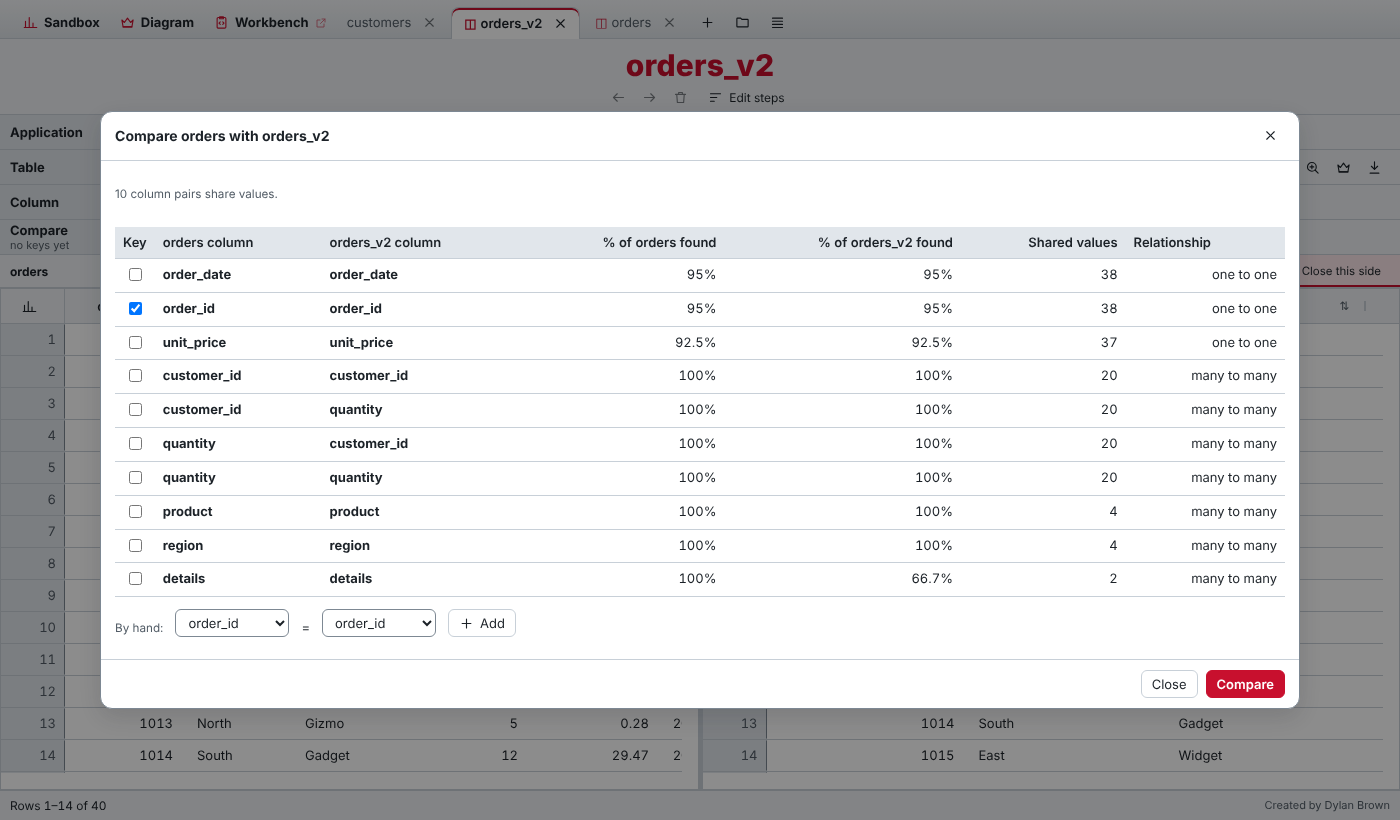 Sandbox Diagram Workbench customers orders_v2 orders
orders_v2
Edit steps
Application
Table
Column
Compare
no keys yet
orders
Close this side
Compare orders with orders_v2
10 column pairs share values.
Key orders column orders_v2 column % of orders found % of orders_v2 found Shared values Relationship
order_date order_date 95% 95% 38 one to one
order_id order_id 95% 95% 38 one to one
unit_price unit_price 92.5% 92.5% 37 one to one
customer_id customer_id 100% 100% 20 many to many
customer_id quantity 100% 100% 20 many to many
quantity customer_id 100% 100% 20 many to many
quantity quantity 100% 100% 20 many to many
product product 100% 100% 4 many to many
region region 100% 100% 4 many to many
details details 100% 66.7% 2 many to many
By hand: order_id = order_id + Add
Close Compare
1
2
3
4
5
6
7
8
9
10
11
12
13 1013 North Gizmo 5 0.28 2 13 1014 South Gadget
14 1014 South Gadget 12 29.47 2 14 1015 East Widget
Rows 1–14 of 40
Created by Dylan Brown